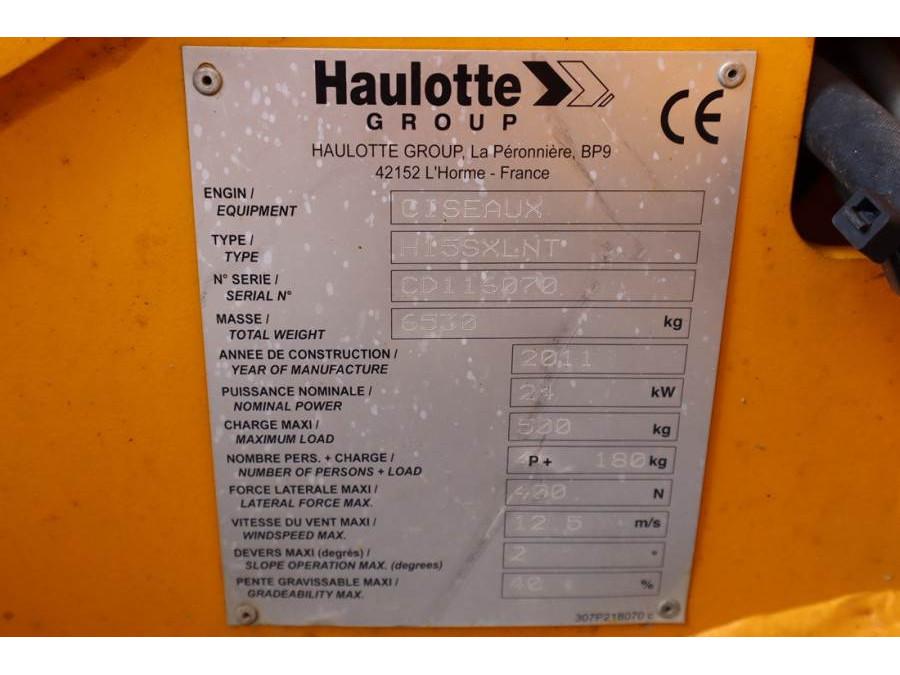 Haulotte
GROUP
CE
HAULOTTE GROUP, La Péronnière, BP9
42152 L'Horme - France
ENGIN /
EQUIPMENT
CISEAUX
TYPE /
TYPE
H15SXLNT
N° SERIE /
SERIAL N°
CD116070
MASSE /
TOTAL WEIGHT
6530 kg
ANNEE DE CONSTRUCTION /
YEAR OF MANUFACTURE
2011
PUISSANCE NOMINALE /
NOMINAL POWER
24 kW
CHARGE MAXI /
MAXIMUM LOAD
500 kg
NOMBRE PERS. + CHARGE /
NUMBER OF PERSONS + LOAD
4 P + 180 kg
FORCE LATERALE MAXI /
LATERAL FORCE MAX.
400 N
VITESSE DU VENT MAXI /
WINDSPEED MAX.
12.5 m/s
DEVERS MAXI (degrés) /
SLOPE OPERATION MAX. (degrees)
2 °
PENTE GRAVISSABLE MAXI /
GRADEABILITY MAX.
40 %
307P218070 c